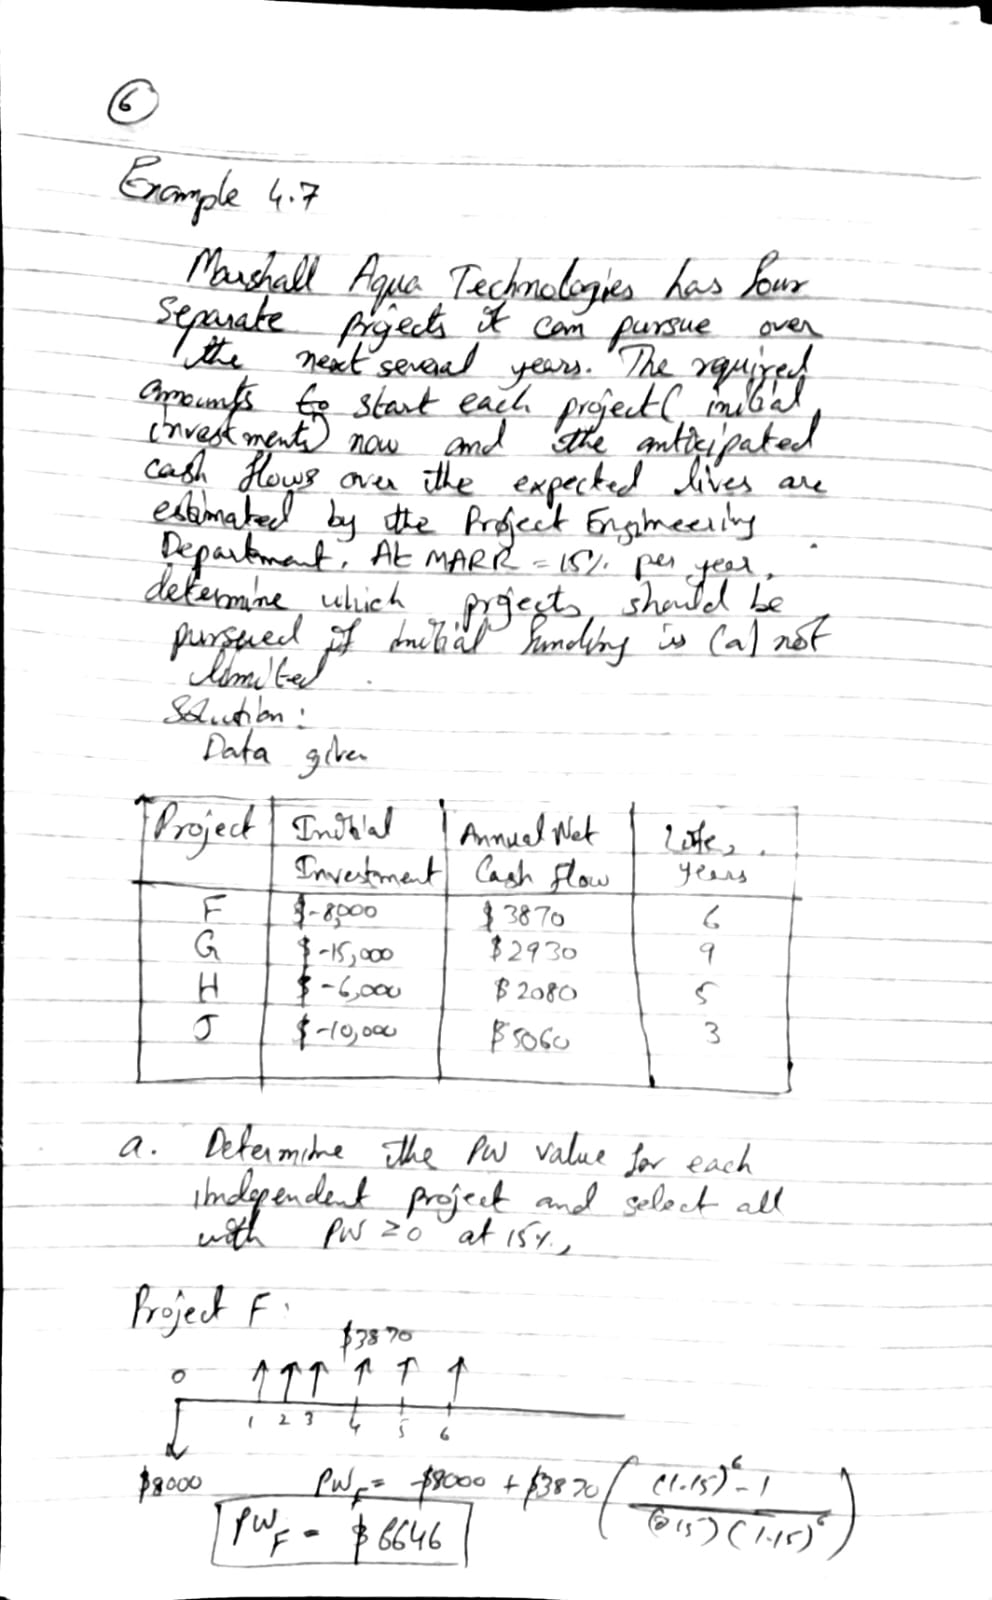 6
Example 4.7
Marshall Aqua Technologies has four
separate projects it can pursue over
the next several years. The required
amounts to start each project (initial
investments) now and the anticipated
cash flows over the expected lives are
estimated by the Project Engineering
Department. At MARR = 15% per year,
determine which projects should be
pursued if initial funding is (a) not
limited.
Solution:
Data given
Project | Initial Investment | Annual Net Cash flow | Life, years
F | $-8,000 | $3870 | 6
G | $-15,000 | $2930 | 9
H | $-6,000 | $2080 | 5
J | $-10,000 | $5060 | 3
a. Determine the PW value for each
independent project and select all
with PW ≥ 0 at 15%,
Project F:
$3870
0
1 2 3 4 5 6
$8000 PW_F = -$8000 + $3870 ( (1.15)^6 - 1 / (0.15) (1.15)^6 )
PW_F = $6646